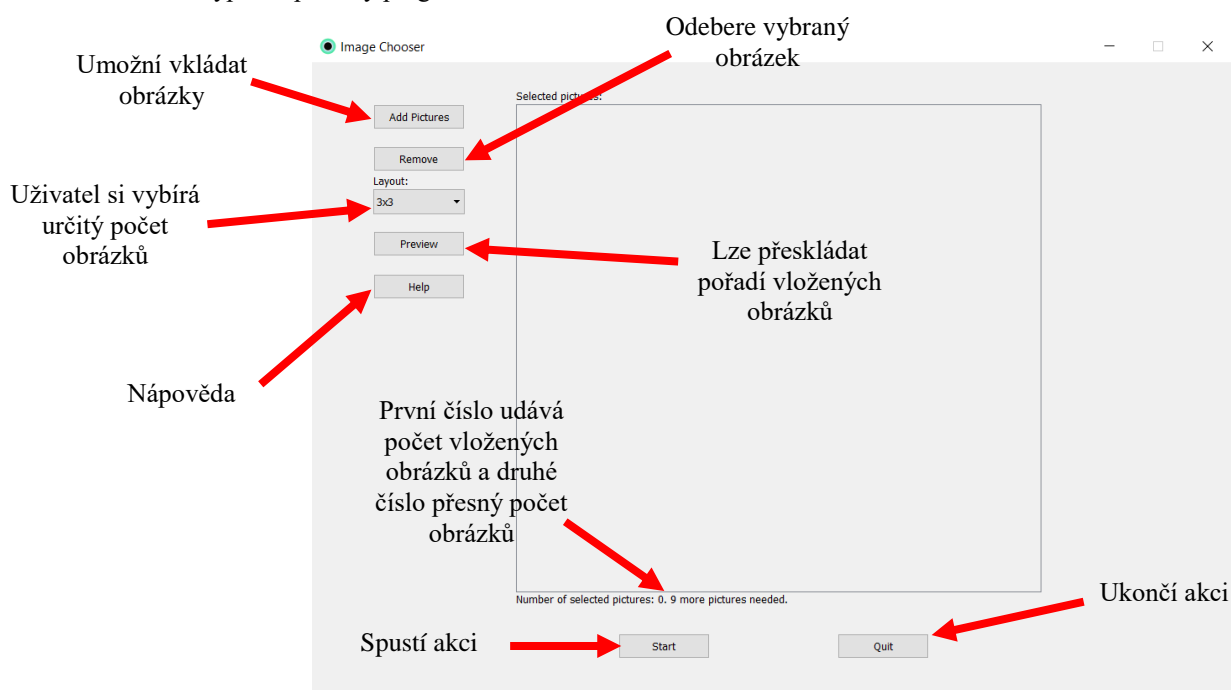 Odebere vybraný
obrázek
Image Chooser
Umožní vkládat
obrázky
Selected pictures:
Add Pictures
Remove
Layout:
3x3
Uživatel si vybírá
určitý počet
obrázků
Preview
Lze přeskládat
pořadí vložených
obrázků
Help
Nápověda
První číslo udává
počet vložených
obrázků a druhé
číslo přesný počet
obrázků
Number of selected pictures: 0. 9 more pictures needed.
Ukončí akci
Spustí akci
Start
Quit